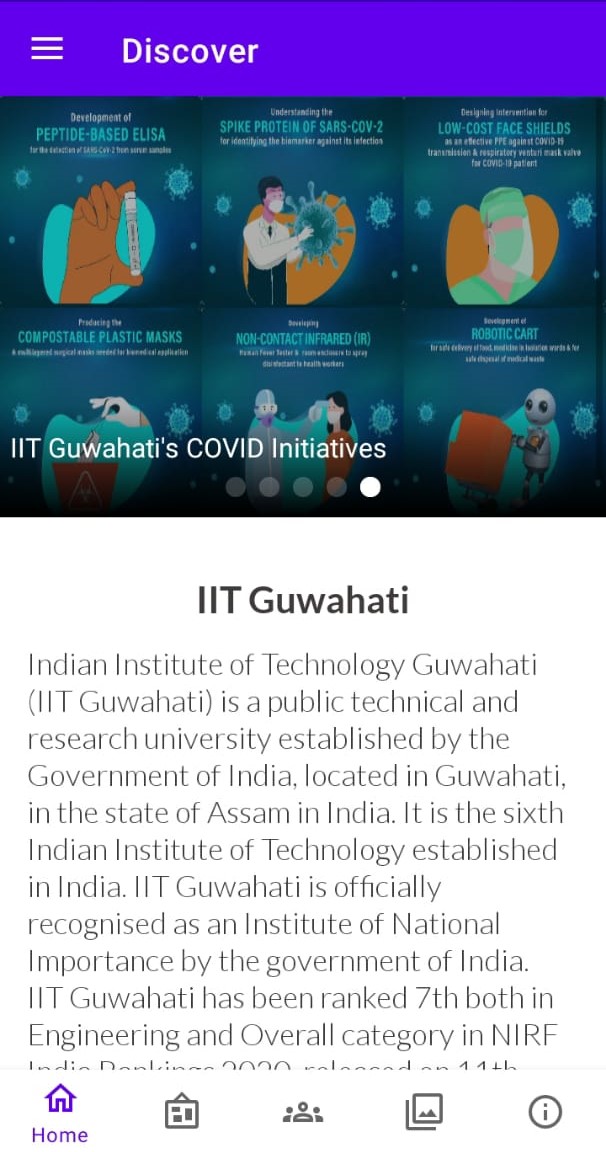 Discover
Development of
PEPTIDE-BASED ELISA
for the detection of SARS-CoV-2 from serum samples
Understanding the
SPIKE PROTEIN OF SARS-COV-2
for identifying the biomarker against its infection
Designing Intervention for
LOW-COST FACE SHIELDS
as an effective PPE against COVID-19
transmission & respiratory venturi mask valve
for COVID-19 patient
Producing the
COMPOSTABLE PLASTIC MASKS
& multilayered surgical masks needed for biomedical application
Developing
NON-CONTACT INFRARED (IR)
Human Fever Tester & room enclosure to spray
disinfectant to health workers
Development of
ROBOTIC CART
for safe delivery of food, medicine in isolation wards & for
safe disposal of medical waste
IIT Guwahati's COVID Initiatives
IIT Guwahati
Indian Institute of Technology Guwahati
(IIT Guwahati) is a public technical and
research university established by the
Government of India, located in Guwahati,
in the state of Assam in India. It is the sixth
Indian Institute of Technology established
in India. IIT Guwahati is officially
recognised as an Institute of National
Importance by the government of India.
IIT Guwahati has been ranked 7th both in
Engineering and Overall category in NIRF
India Rankings 2020, released on 11th
Home